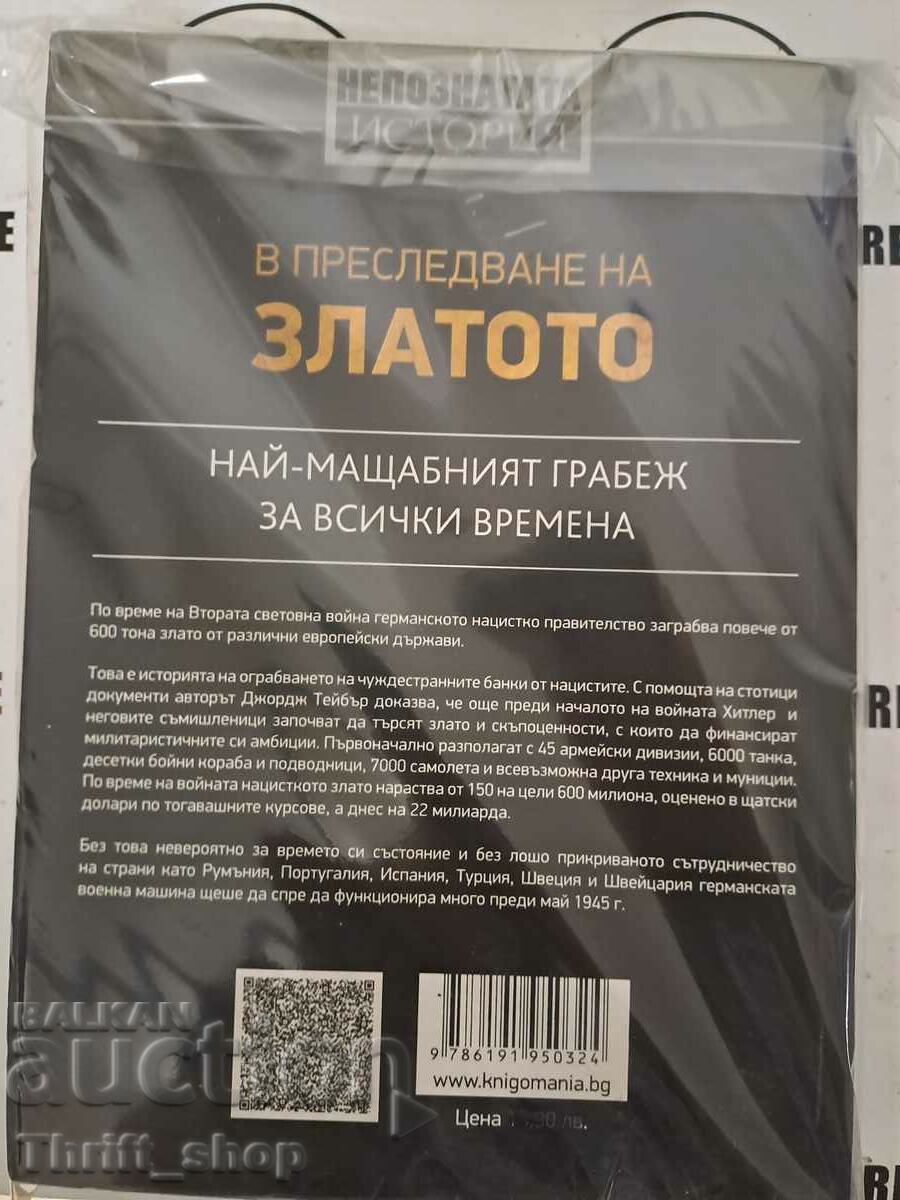 НЕПОЗНАТАТА
ИСТОРИЯ
В ПРЕСЛЕДВАНЕ НА
ЗЛАТОТО
НАЙ-МАЩАБНИЯТ ГРАБЕЖ
ЗА ВСИЧКИ ВРЕМЕНА
По време на Втората световна война германското нацистко правителство заграбва повече от
600 тона злато от различни европейски държави.
Това е историята на ограбването на чуждестранните банки от нацистите. С помощта на стотици
документи авторът Джордж Тейбър доказва, че още преди началото на войната Хитлер и
неговите съмишленици започват да търсят злато и скъпоценности, с които да финансират
милитаристичните си амбиции. Първоначално разполагат с 45 армейски дивизии, 6000 танка,
десетки бойни кораба и подводници, 7000 самолета и всевъзможна друга техника и муниции.
По време на войната нацисткото злато нараства от 150 на цели 600 милиона, оценено в щатски
долари по тогавашните курсове, а днес на 22 милиарда.
Без това невероятно за времето си състояние и без лошо прикриваното сътрудничество
на страни като Румъния, Португалия, Испания, Турция, Швеция и Швейцария германската
военна машина щеше да спре да функционира много преди май 1945 г.
9 786191 950324
www.knigomania.bg
Цена лв.
BALKAN
auction
Thrift_shop
E
RE
RE
RE